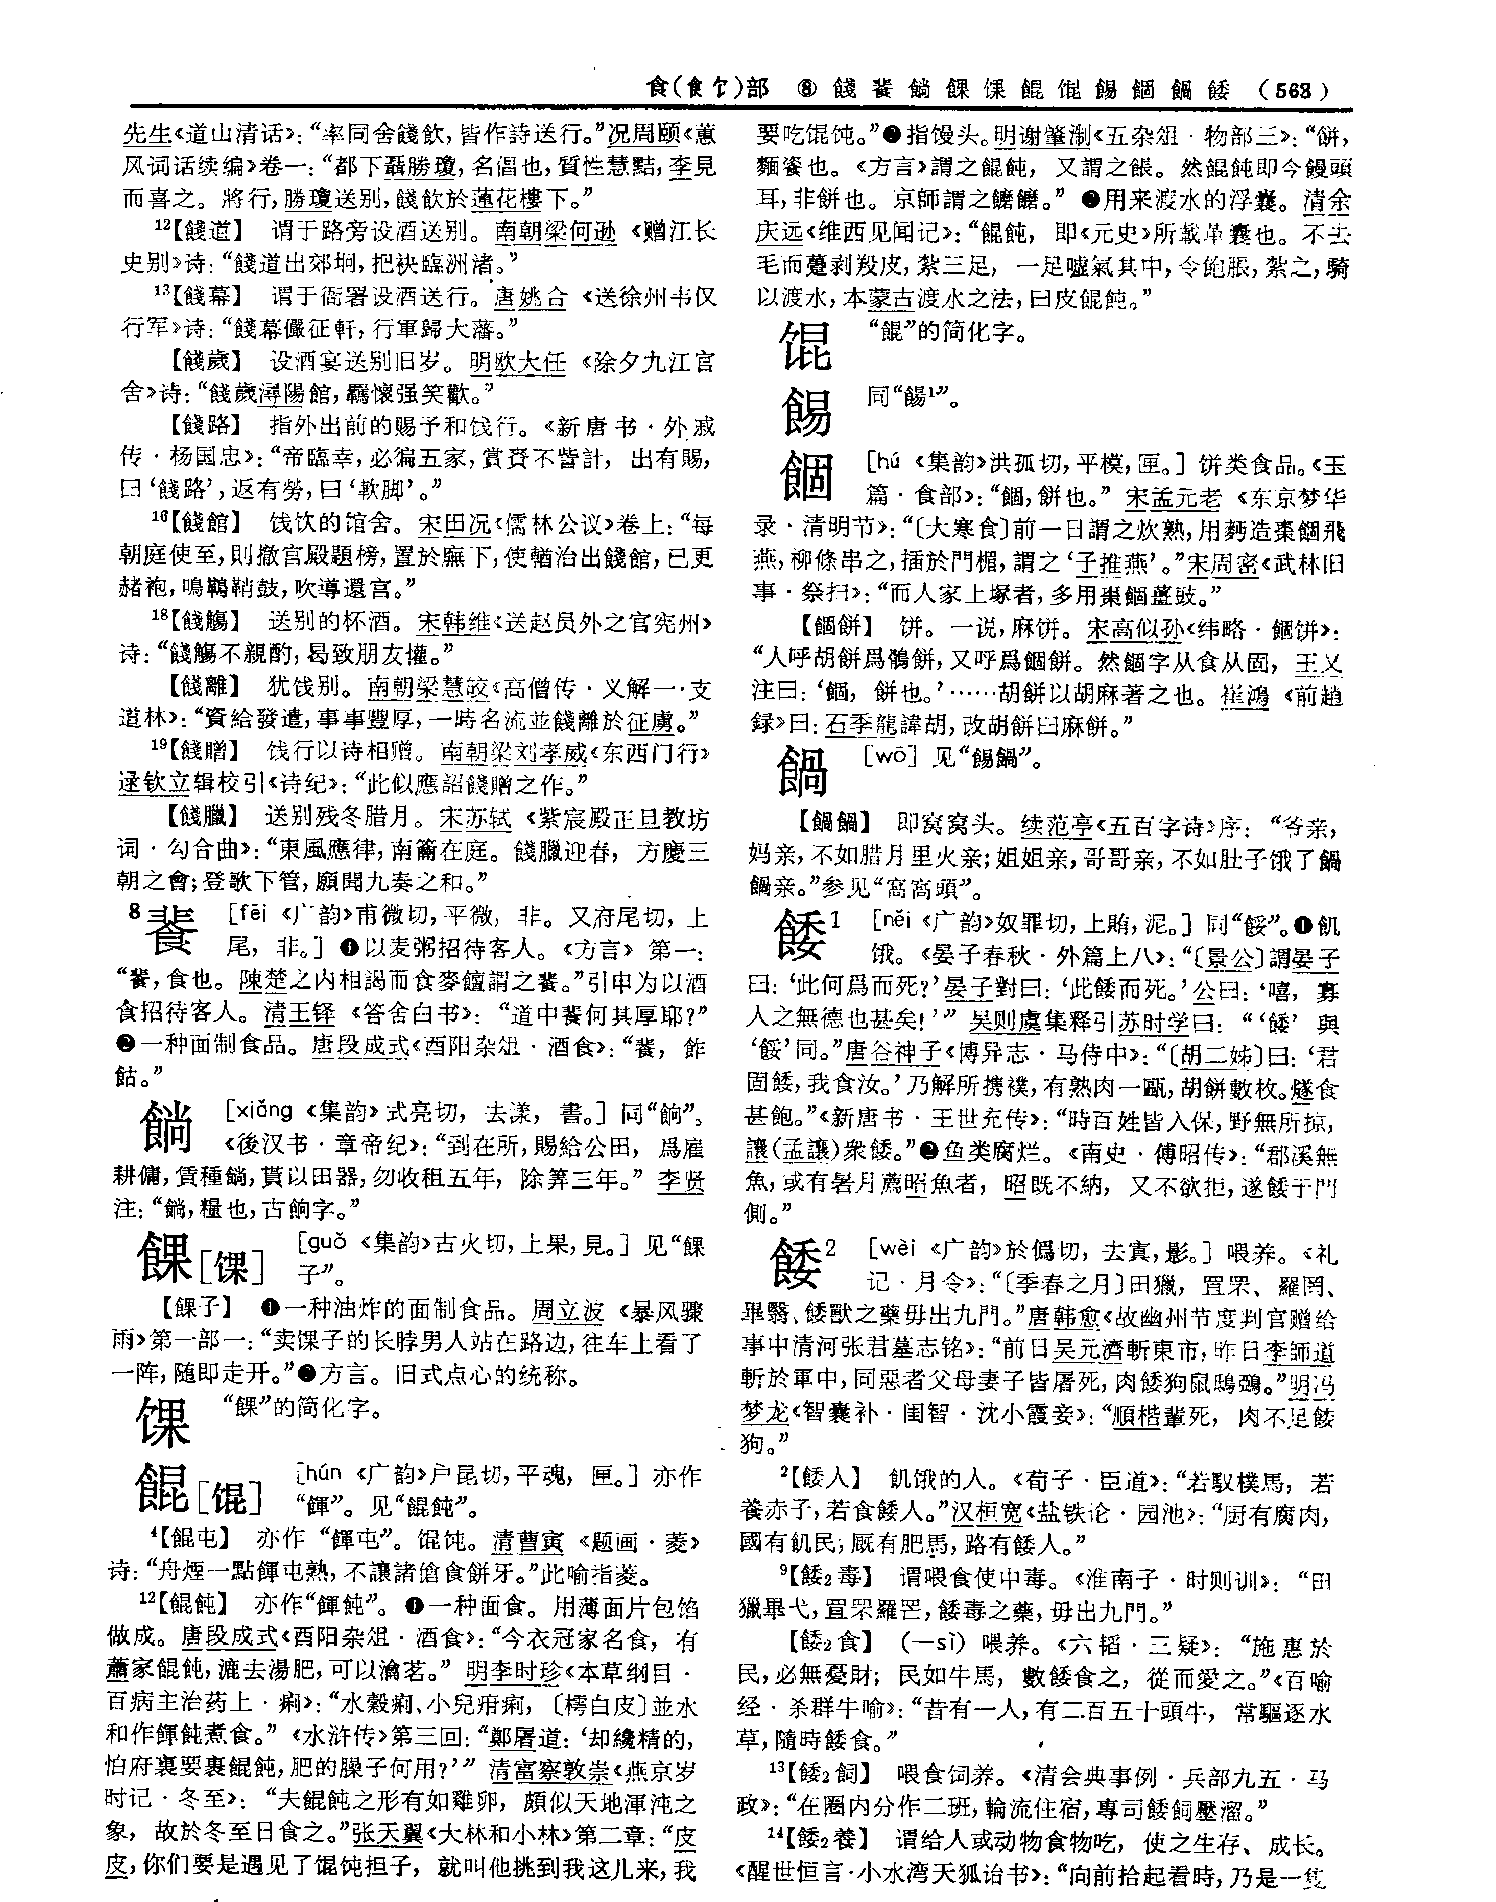 食(飠饣)部 ⑧ 餞餥餉餜馃餛馄餳餶餶餧 (563)
先生《道山清话》：“率同舍餞飲，皆作詩送行。”况周颐《蕙
风词话续编》卷一：“都下聶勝瓊，名倡也，質性慧黠，李見
而喜之。將行，勝瓊送别，餞飲於蓮花樓下。”
12【餞道】 谓于路旁设酒送别。南朝梁何逊《赠江长
史别》诗：“餞道出郊坰，把袂臨洲渚。”
13【餞幕】 谓于衙署设酒送行。唐姚合《送徐州书仅
行军》诗：“餞幕儼征軒，行軍歸大藩。”
【餞歲】 设酒宴送别旧岁。明欧大任《除夕九江官
舍》诗：“餞歲潯陽館，羈懷强笑歡。”
【餞路】 指外出前的赐予和饯行。《新唐书·外戚
传·杨国忠》：“帝臨幸，必徧五家，賞賚不訾計，出有賜，
曰‘餞路’，返有勞，曰‘軟脚’。”
16【餞館】 饯饮的馆舍。宋田况《儒林公议》卷上：“每
朝庭使至，則撤宫殿題榜，置於廡下，使輶治出餞館，已更
赭袍，鳴鞘鼓，吹導還宫。”
18【餞觴】 送别的杯酒。宋韩维《送赵员外之官兖州》
诗：“餞觴不親酌，曷致朋友懽。”
【餞離】 犹饯别。南朝梁慧皎《高僧传·义解一·支
道林》：“資給發遣，事事豐厚，一時名流並餞離於征虜。”
19【餞贈】 饯行以诗相赠。南朝梁刘孝威《东西门行》
逯钦立辑校引《诗纪》：“此似應詔餞贈之作。”
【餞臘】 送别残冬腊月。宋苏轼《紫宸殿正旦教坊
词·勾合曲》：“東風應律，南籥在庭。餞臘迎春，方慶三
朝之會；登歌下管，願聞九奏之和。”
8餥 [fēi《广韵》甫微切，平微，非。又府尾切，上
尾，非。] ❶以麦粥招待客人。《方言》第一：
“餥，食也。陳楚之内相謁而食麥饘謂之餥。”引申为以酒
食招待客人。清王铎《答舍白书》：“道中餥何其厚耶？”
❷一种面制食品。唐段成式《酉阳杂俎·酒食》：“餥，飵
䬯。”
餉 [xiǎng《集韵》式亮切，去漾，書。] 同“餉”。
《後汉书·章帝纪》：“到在所，賜給公田，爲雇
耕傭，賃種餉，貰以田器，勿收租五年，除筭三年。” 李贤
注：“餉，糧也，古餉字。”
餜[馃] [guǒ《集韵》古火切，上果，見。] 见“餜
子”。
【餜子】 ❶一种油炸的面制食品。周立波《暴风骤
雨》第一部一：“卖馃子的长脖男人站在路边，往车上看了
一阵，随即走开。”❷方言。旧式点心的统称。
馃 “餜”的简化字。
餛[馄] [hún《广韵》户昆切，平魂，匣。] 亦作
“餫”。见“餛飩”。
4【餛屯】 亦作“餫屯”。馄饨。清曹寅《题画·菱》
诗：“舟煙一點餫屯熟，不讓諸傖食餅牙。”此喻指菱。
12【餛飩】 亦作“餫飩”。❶一种面食。用薄面片包馅
做成。唐段成式《酉阳杂俎·酒食》：“今衣冠家名食，有
蕭家餛飩，漉去湯肥，可以瀹茗。” 明李时珍《本草纲目·
百病主治药上·痢》：“水穀痢、小兒疳痢，〔樗白皮〕並水
和作餫飩煮食。”《水浒传》第三回：“鄭屠道：‘却纔精的，
怕府裏要裹餛飩，肥的臊子何用？’” 清富察敦崇《燕京岁
时记·冬至》：“夫餛飩之形有如雞卵，頗似天地渾沌之
象，故於冬至日食之。”张天翼《大林和小林》第二章：“皮
皮，你们要是遇见了馄饨担子，就叫他挑到我这儿来，我
要吃馄饨。”❷指馒头。明谢肇淛《五杂俎·物部三》：“餅，
麵餈也。《方言》謂之餛飩，又謂之餦。然餛飩即今饅頭
耳，非餅也。京師謂之饝饝。” ❸用来渡水的浮囊。清余
庆远《维西见闻记》：“餛飩，即《元史》所載革囊也。不去
毛而躉剥羖皮，紮三足，一足嘘氣其中，令飽脹，紮之，騎
以渡水，本蒙古渡水之法，曰皮餛飩。”
馄 “餛”的简化字。
餳 同“餳1”。
餶 [hú《集韵》洪孤切，平模，匣。] 饼类食品。《玉
篇·食部》：“餶，餅也。” 宋孟元老《东京梦华
录·清明节》：“〔大寒食〕前一日謂之炊熟，用麪造棗餶飛
燕，柳條串之，插於門楣，謂之‘子推燕’。”宋周密《武林旧
事·祭扫》：“而人家上塚者，多用棗餶薑豉。”
【餶餅】 饼。一说，麻饼。宋高似孙《纬略·餶饼》：
“人呼胡餅爲鶻餅，又呼爲餶餅。然餶字从食从固，王乂
注曰：‘餶，餅也。’……胡餅以胡麻著之也。崔鴻《前趙
録》曰：石季龍諱胡，改胡餅曰麻餅。”
鍋 [wō] 见“餳鍋”。
【鍋鍋】 即窝窝头。续范亭《五百字诗》序：“爷亲，
妈亲，不如腊月里火亲；姐姐亲，哥哥亲，不如肚子饿了鍋
鍋亲。”参见“窩窩頭”。
餧1 [něi《广韵》奴罪切，上賄，泥。] 同“餒”。❶飢
饿。《晏子春秋·外篇上八》：“〔景公〕謂晏子
曰：‘此何爲而死？’晏子對曰：‘此餧而死。’公曰：‘嘻，寡
人之無德也甚矣！’” 吴则虞集释引苏时学曰：“‘餧’與
‘餒’同。”唐谷神子《博异志·马侍中》：“〔胡二姊〕曰：‘君
固餧，我食汝。’乃解所携襆，有熟肉一甌，胡餅數枚。燧食
甚飽。”《新唐书·王世充传》：“時百姓皆入保，野無所掠，
讓(孟讓)衆餧。”❷鱼类腐烂。《南史·傅昭传》：“郡溪無
魚，或有暑月薦昭魚者，昭既不納，又不欲拒，遂餧于門
側。”
餧2 [wèi《广韵》於僞切，去寘，影。] 喂养。《礼
记·月令》：“〔季春之月〕田獵，罝罘、羅罔、
畢翳、餧獸之藥毋出九門。”唐韩愈《故幽州节度判官赠给
事中清河张君墓志铭》：“前日吴元濟斬東市，昨日李師道
斬於軍中，同惡者父母妻子皆屠死，肉餧狗鼠鴟鵶。”明冯
梦龙《智囊补·闺智·沈小霞妾》：“順楷輩死，肉不足餧
狗。”
2【餧人】 飢饿的人。《荀子·臣道》：“若馭樸馬，若
養赤子，若食餧人。”汉桓宽《盐铁论·园池》：“厨有腐肉，
國有飢民；厩有肥馬，路有餧人。”
9【餧2毒】 谓喂食使中毒。《淮南子·时则训》：“田
獵畢弋，罝罘羅罔，餧毒之藥，毋出九門。”
【餧2食】 (—sì) 喂养。《六韬·三疑》：“施惠於
民，必無憂財；民如牛馬，數餧食之，從而愛之。”《百喻
经·杀群牛喻》：“昔有一人，有二百五十頭牛，常驅逐水
草，隨時餧食。”
13【餧2飼】 喂食饲养。《清会典事例·兵部九五·马
政》：“在圈内分作二班，輪流住宿，專司餧飼壓溜。”
14【餧2養】 谓给人或动物食物吃，使之生存、成长。
《醒世恒言·小水湾天狐诒书》：“向前拾起看時，乃是一隻